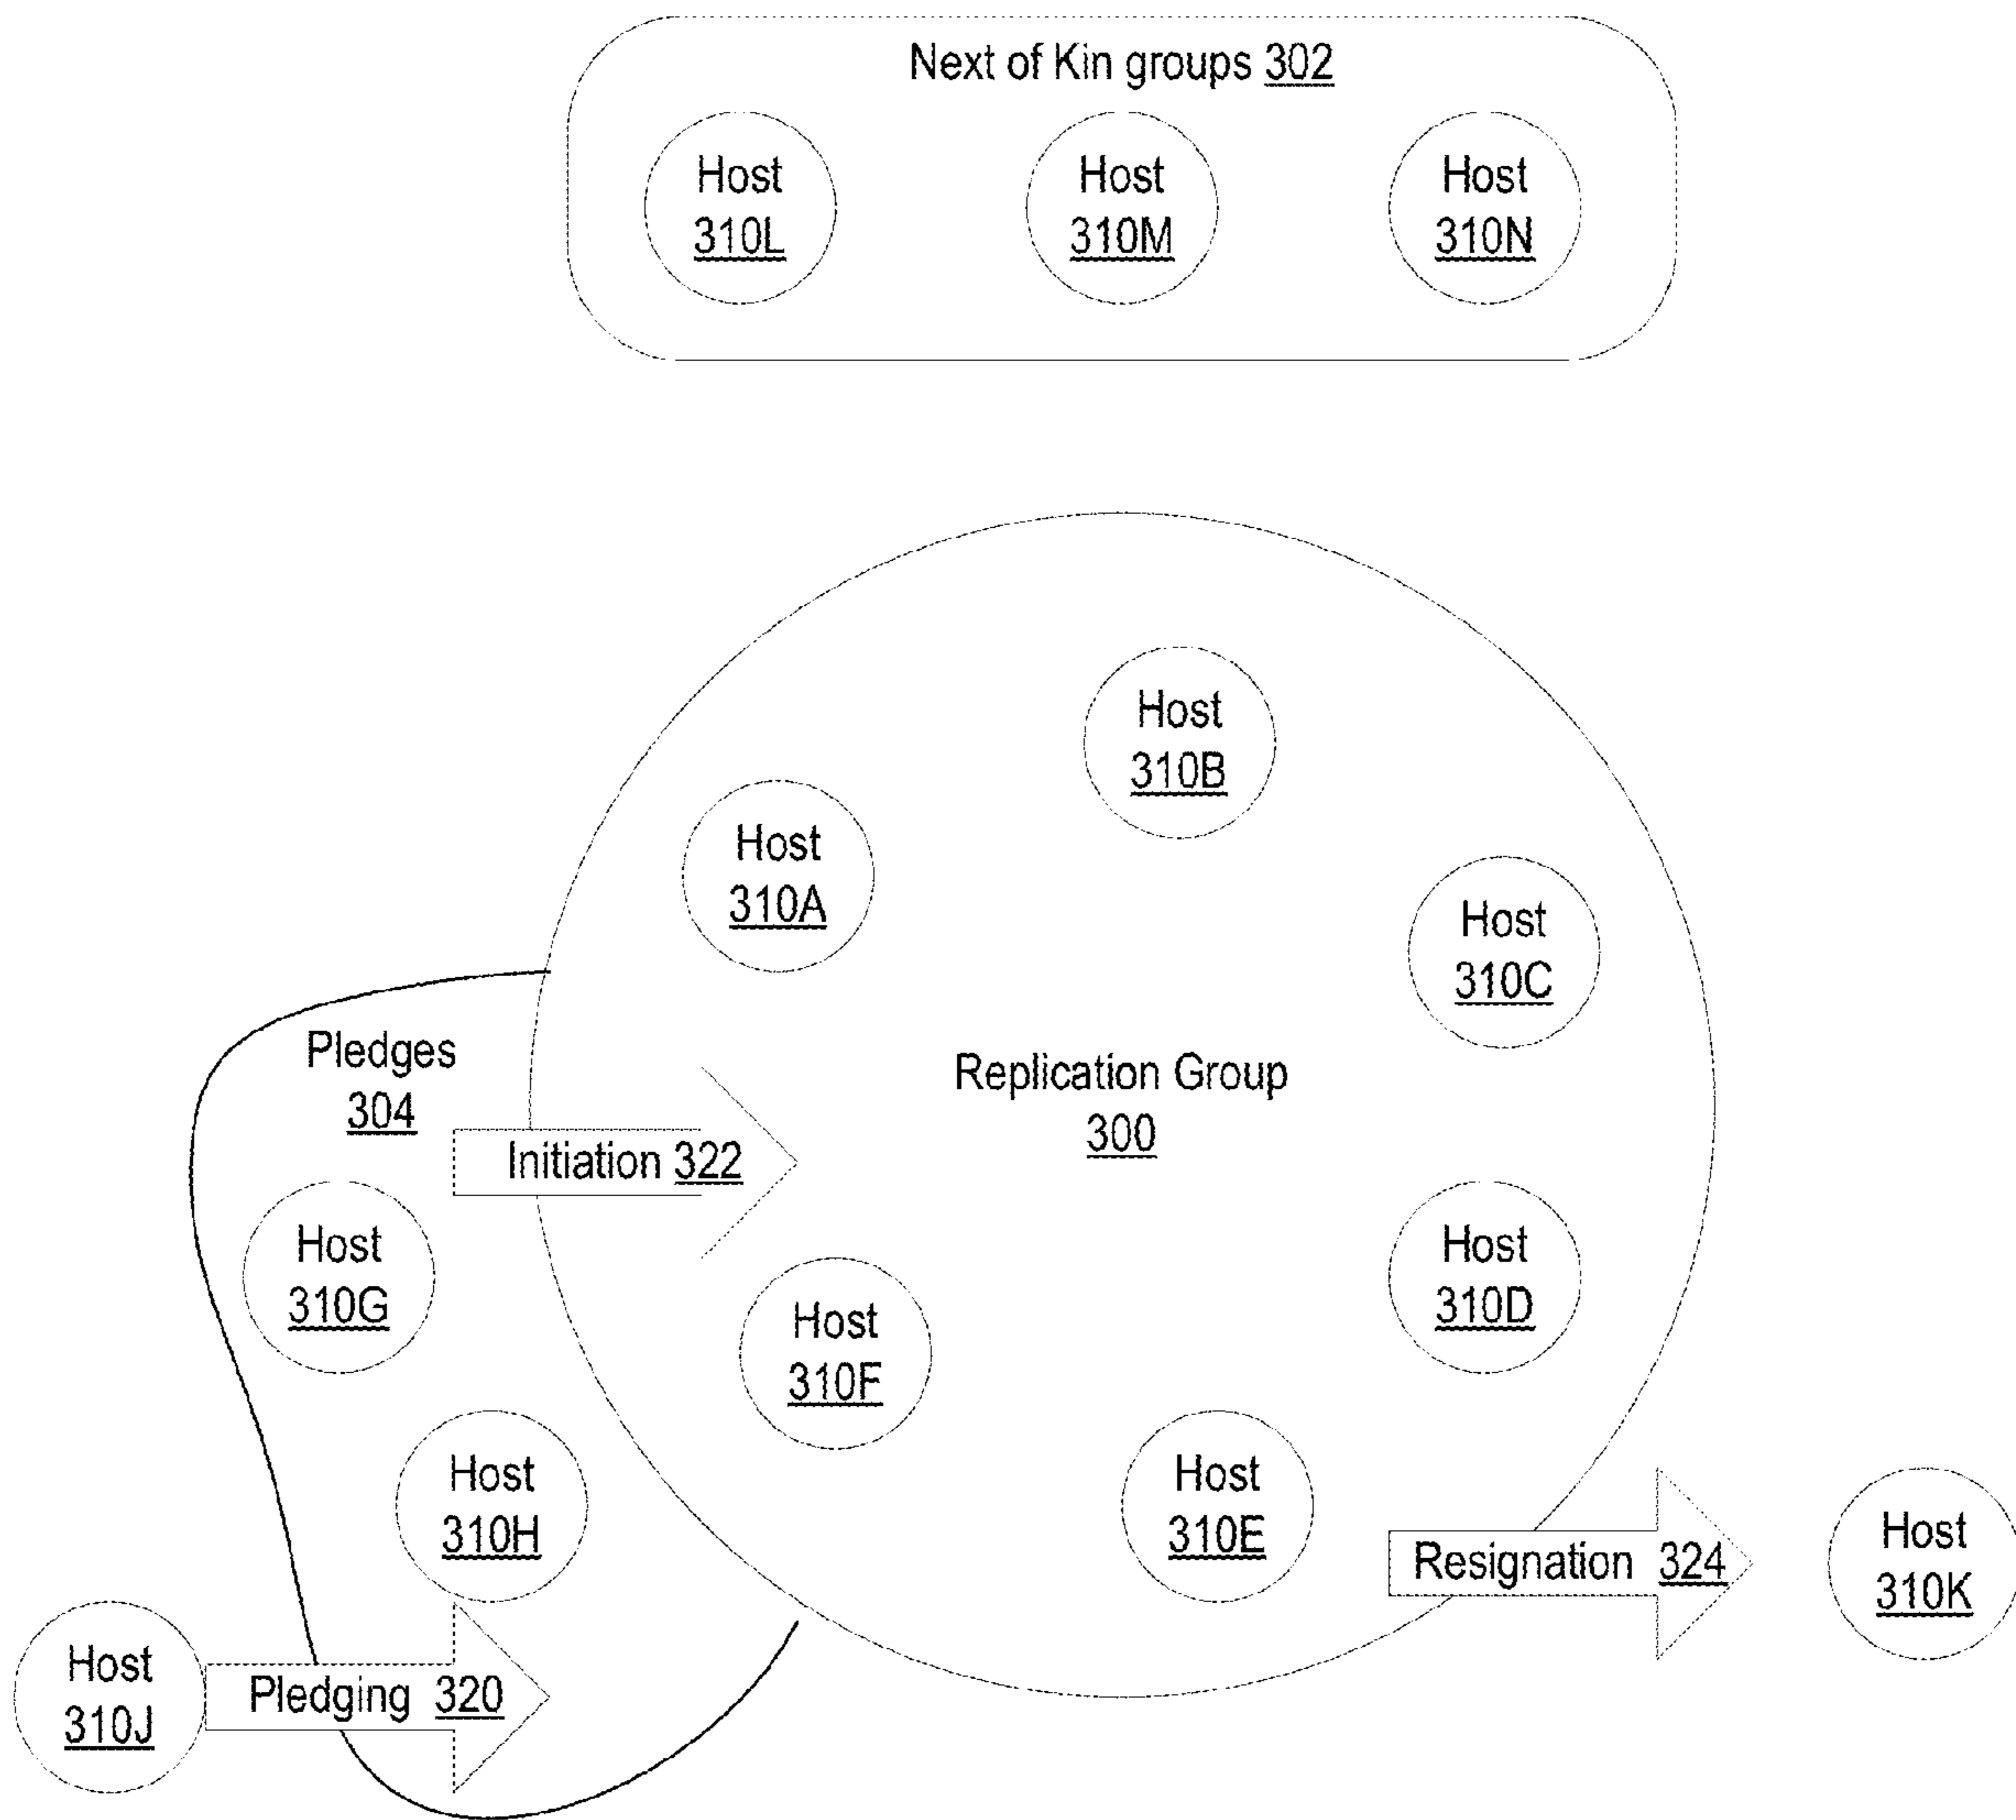 Next of Kin groups 302
Host
310L
Host
310M
Host
310N
Host
310B
Host
310A
Host
310C
Pledges
304
Replication Group
300
Initiation 322
Host
310G
Host
310D
Host
310F
Host
310H
Host
310E
Resignation 324
Host
310K
Host
310J
Pledging 320